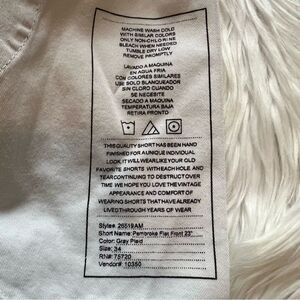 MACHINE WASH COLD
WITH SIMILAR COLORS
ONLY NON-CHLORINE
BLEACH WHEN NEEDED
TUMBLE DRY LOW
REMOVE PROMPTLY
LAVADO A MAQUINA
EN AGUA FRIA
CON COLORES SIMILARES
USE SOLO BLANQUEADOR
SIN CLORO CUANDO
SE NECESITE
SECADO A MAQUINA
TEMPERATURA BAJA
RETIRA PRONTO
THIS QUALITY SHORT HAS BEEN HAND
FINISHED FOR A UNIQUE INDIVIDUAL
LOOK. IT WILL WEAR LIKE YOUR OLD
FAVORITE SHORTS WITH EACH HOLE AND
TEAR CONTINUING TO DESTRUCT OVER
TIME. WE HOPE YOU LOVE THE VINTAGE
APPEARANCE AND COMFORT OF
WEARING SHORTS THAT HAVE ALREADY
LIVED THROUGH YEARS OF WEAR
Style#: 26519AM
Short Name: Pembroke Flat Front 23"
Color: Gray Plaid
Size: 34
RN#: 75720
Vendor#: 10350